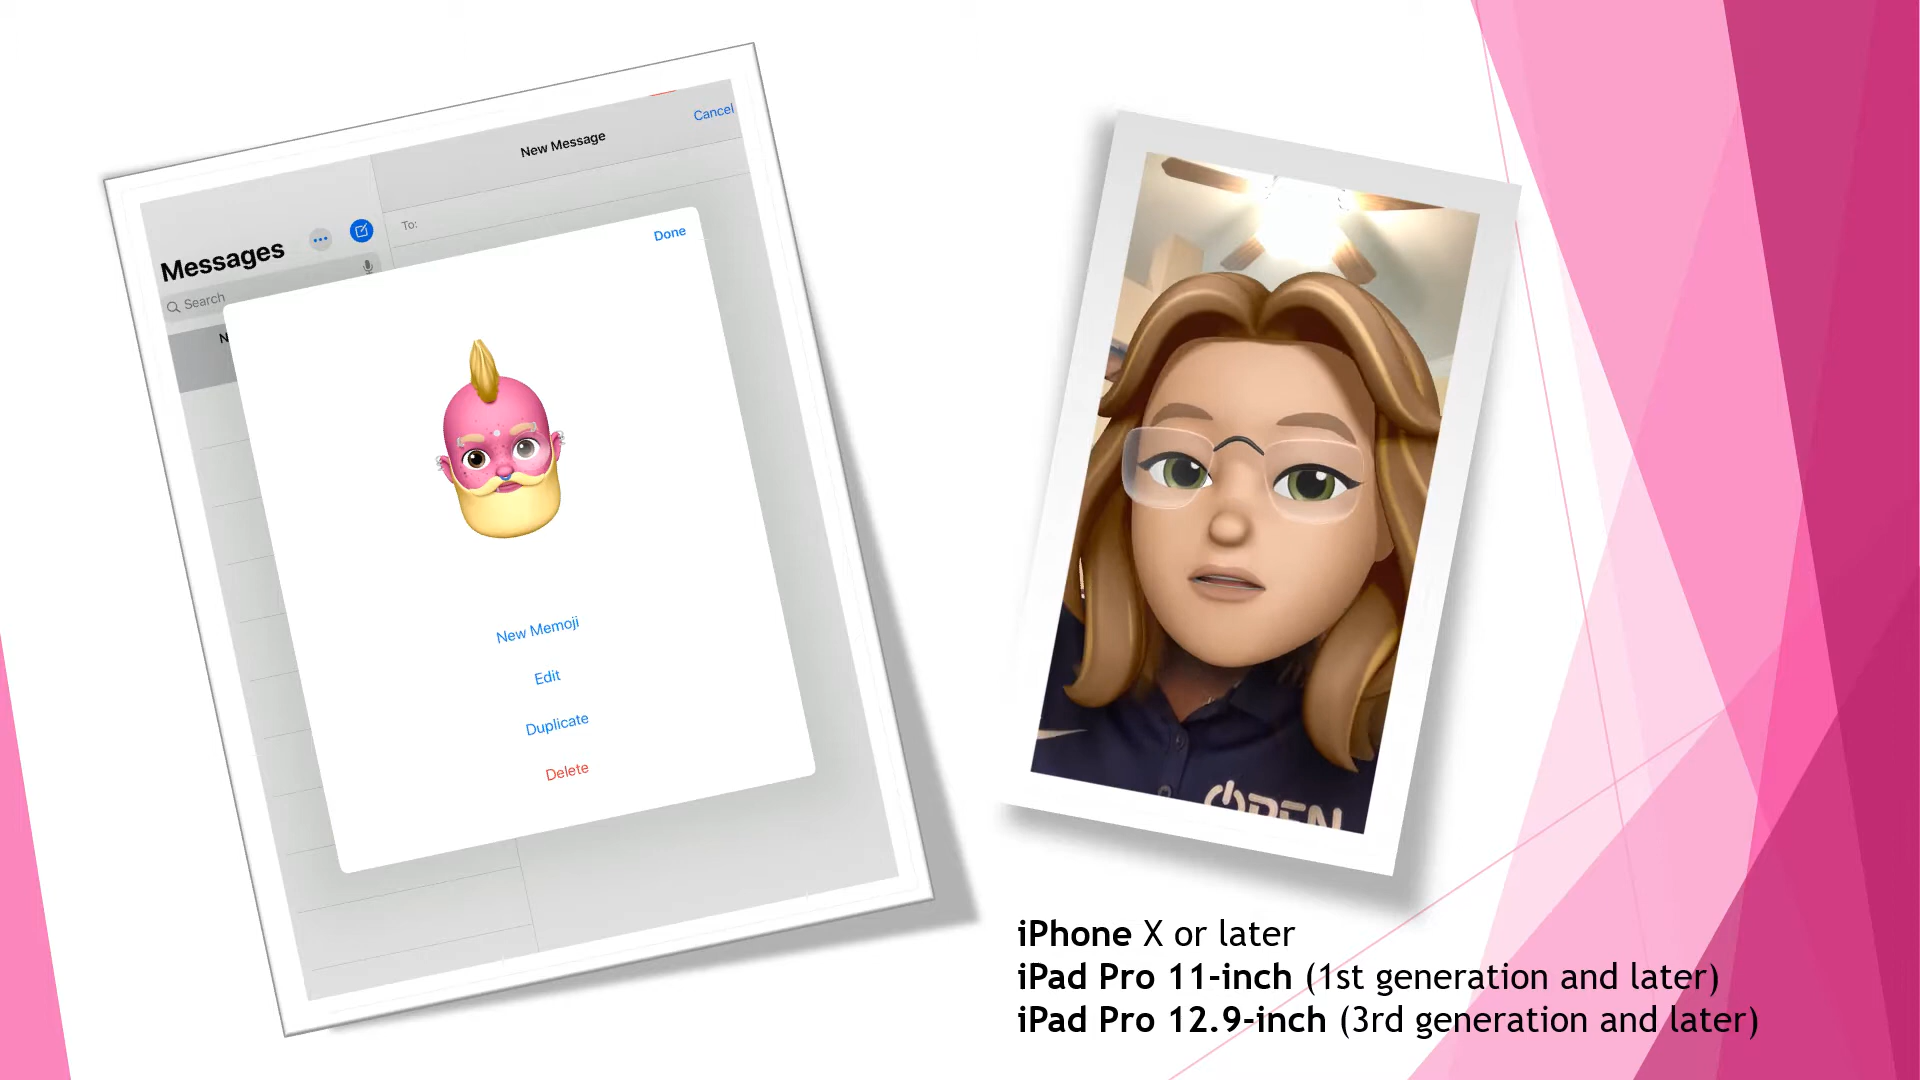 Cancel
New Message
To:
Messages
Search
Done
New Memoji
Edit
Duplicate
Delete
OPEN
iPhone X or later
iPad Pro 11-inch (1st generation and later)
iPad Pro 12.9-inch (3rd generation and later)